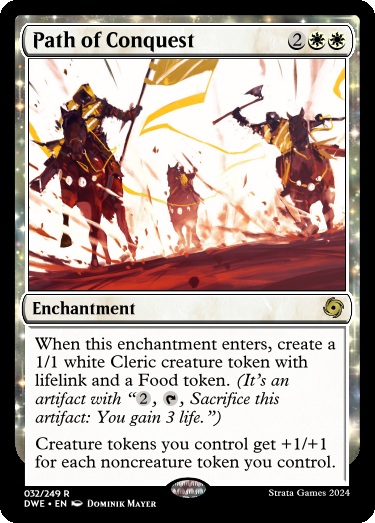 Path of Conquest 2
Enchantment
When this enchantment enters, create a
1/1 white Cleric creature token with
lifelink and a Food token. (It's an
artifact with “2, , Sacrifice this
artifact: You gain 3 life.”)
Creature tokens you control get +1/+1
for each noncreature token you control.
032/249 R
Strata Games 2024
DWE • EN Dominik Mayer